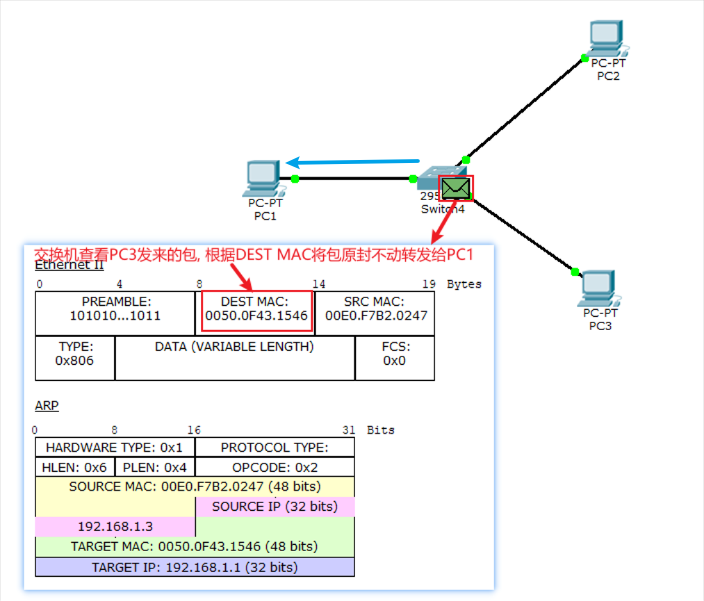 PC-PT
PC2
PC-PT
PC1
295
Switch4
PC-PT
PC3
交换机查看PC3发来的包, 根据DEST MAC将包原封不动转发给PC1
Ethernet II
0 4 8 14 19 Bytes
PREAMBLE: DEST MAC: SRC MAC:
101010...1011 0050.0F43.1546 00E0.F7B2.0247
TYPE: DATA (VARIABLE LENGTH) FCS:
0x806 0x0
ARP
0 8 16 31 Bits
HARDWARE TYPE: 0x1 PROTOCOL TYPE:
HLEN: 0x6 PLEN: 0x4 OPCODE: 0x2
SOURCE MAC: 00E0.F7B2.0247 (48 bits)
SOURCE IP (32 bits)
192.168.1.3
TARGET MAC: 0050.0F43.1546 (48 bits)
TARGET IP: 192.168.1.1 (32 bits)